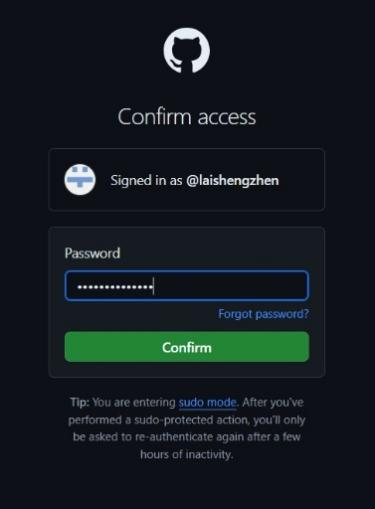 Confirm access
Signed in as @laishengzhen
Password
••••••••••••••
Forgot password?
Confirm
Tip: You are entering sudo mode. After you've
performed a sudo-protected action, you'll only
be asked to re-authenticate again after a few
hours of inactivity.